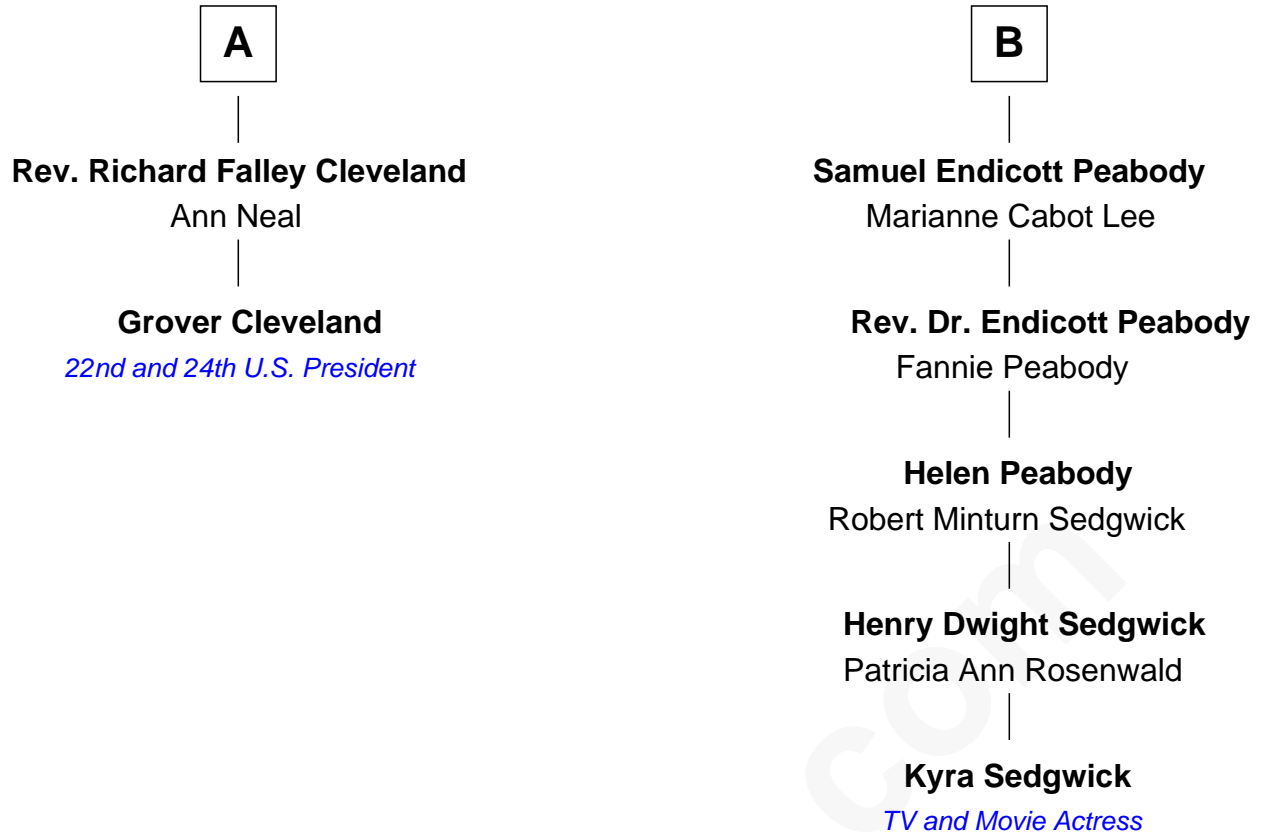 A
Rev. Richard Falley Cleveland
Ann Neal
Grover Cleveland
22nd and 24th U.S. President
B
Samuel Endicott Peabody
Marianne Cabot Lee
Rev. Dr. Endicott Peabody
Fannie Peabody
Helen Peabody
Robert Minturn Sedgwick
Henry Dwight Sedgwick
Patricia Ann Rosenwald
Kyra Sedgwick
TV and Movie Actress
com